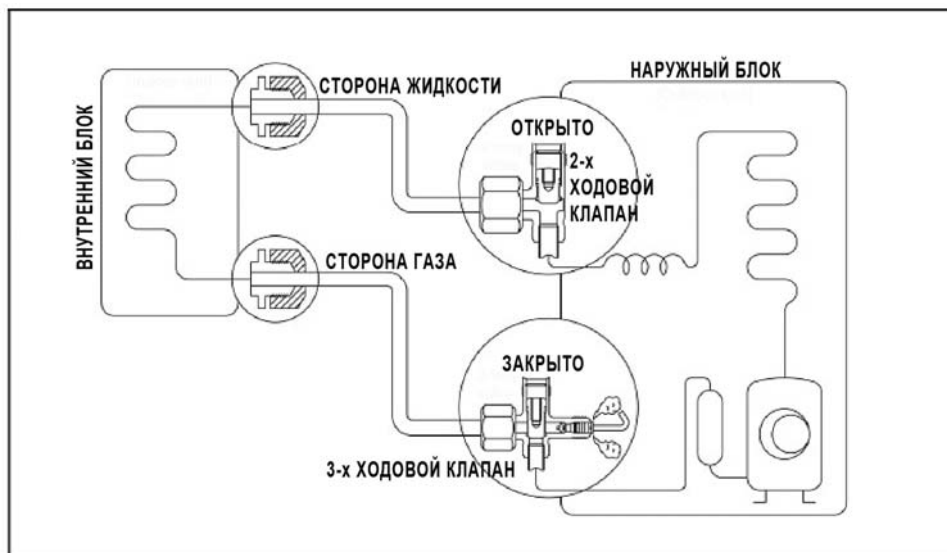 НАРУЖНЫЙ БЛОК
СТОРОНА ЖИДКОСТИ
ОТКРЫТО
2-х
ХОДОВОЙ
КЛАПАН
ВНУТРЕННИЙ БЛОК
СТОРОНА ГАЗА
ЗАКРЫТО
3-х ХОДОВОЙ КЛАПАН